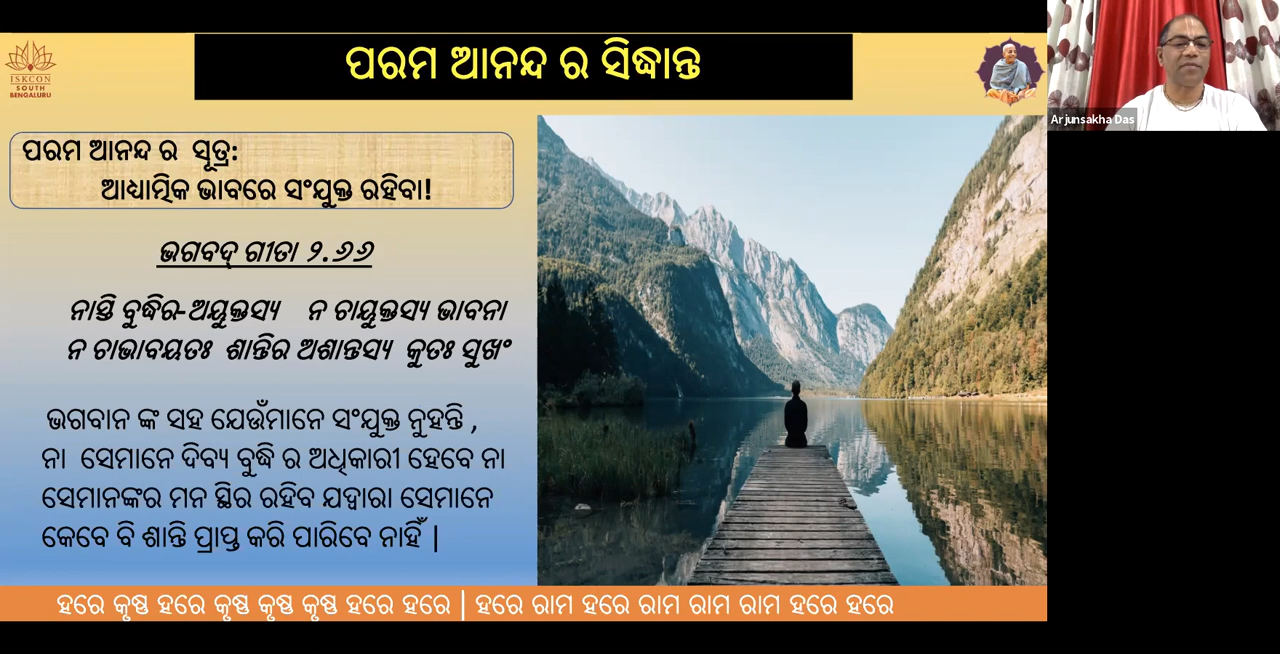 ପରମ ଆନନ୍ଦ ର ସିଦ୍ଧାନ୍ତ
ISKCON
SOUTH
BENGALURU
Arjunsakha Das
ପରମ ଆନନ୍ଦ ର ସୂତ୍ର:
ଆଧ୍ୟାତ୍ମିକ ଭାବରେ ସଂଯୁକ୍ତ ରହିବା!
ଭଗବଦ୍ ଗୀତା ୨.୬୬
ନାସ୍ତି ବୁଦ୍ଧିର-ଅଯୁକ୍ତସ୍ୟ ନ ଚାଯୁକ୍ତସ୍ୟ ଭାବନା
ନ ଚାଭାବୟତଃ ଶାନ୍ତିର ଅଶାନ୍ତସ୍ୟ କୁତଃ ସୁଖଂ
ଭଗବାନ ଙ୍କ ସହ ଯେଉଁମାନେ ସଂଯୁକ୍ତ ନୁହନ୍ତି ,
ନା ସେମାନେ ଦିବ୍ୟ ବୁଦ୍ଧି ର ଅଧିକାରୀ ହେବେ ନା
ସେମାନଙ୍କର ମନ ସ୍ଥିର ରହିବ ଯଦ୍ଵାରା ସେମାନେ
କେବେ ବି ଶାନ୍ତି ପ୍ରାପ୍ତ କରି ପାରିବେ ନାହିଁ |
ହରେ କୃଷ୍ଣ ହରେ କୃଷ୍ଣ କୃଷ୍ଣ କୃଷ୍ଣ ହରେ ହରେ | ହରେ ରାମ ହରେ ରାମ ରାମ ରାମ ହରେ ହରେ